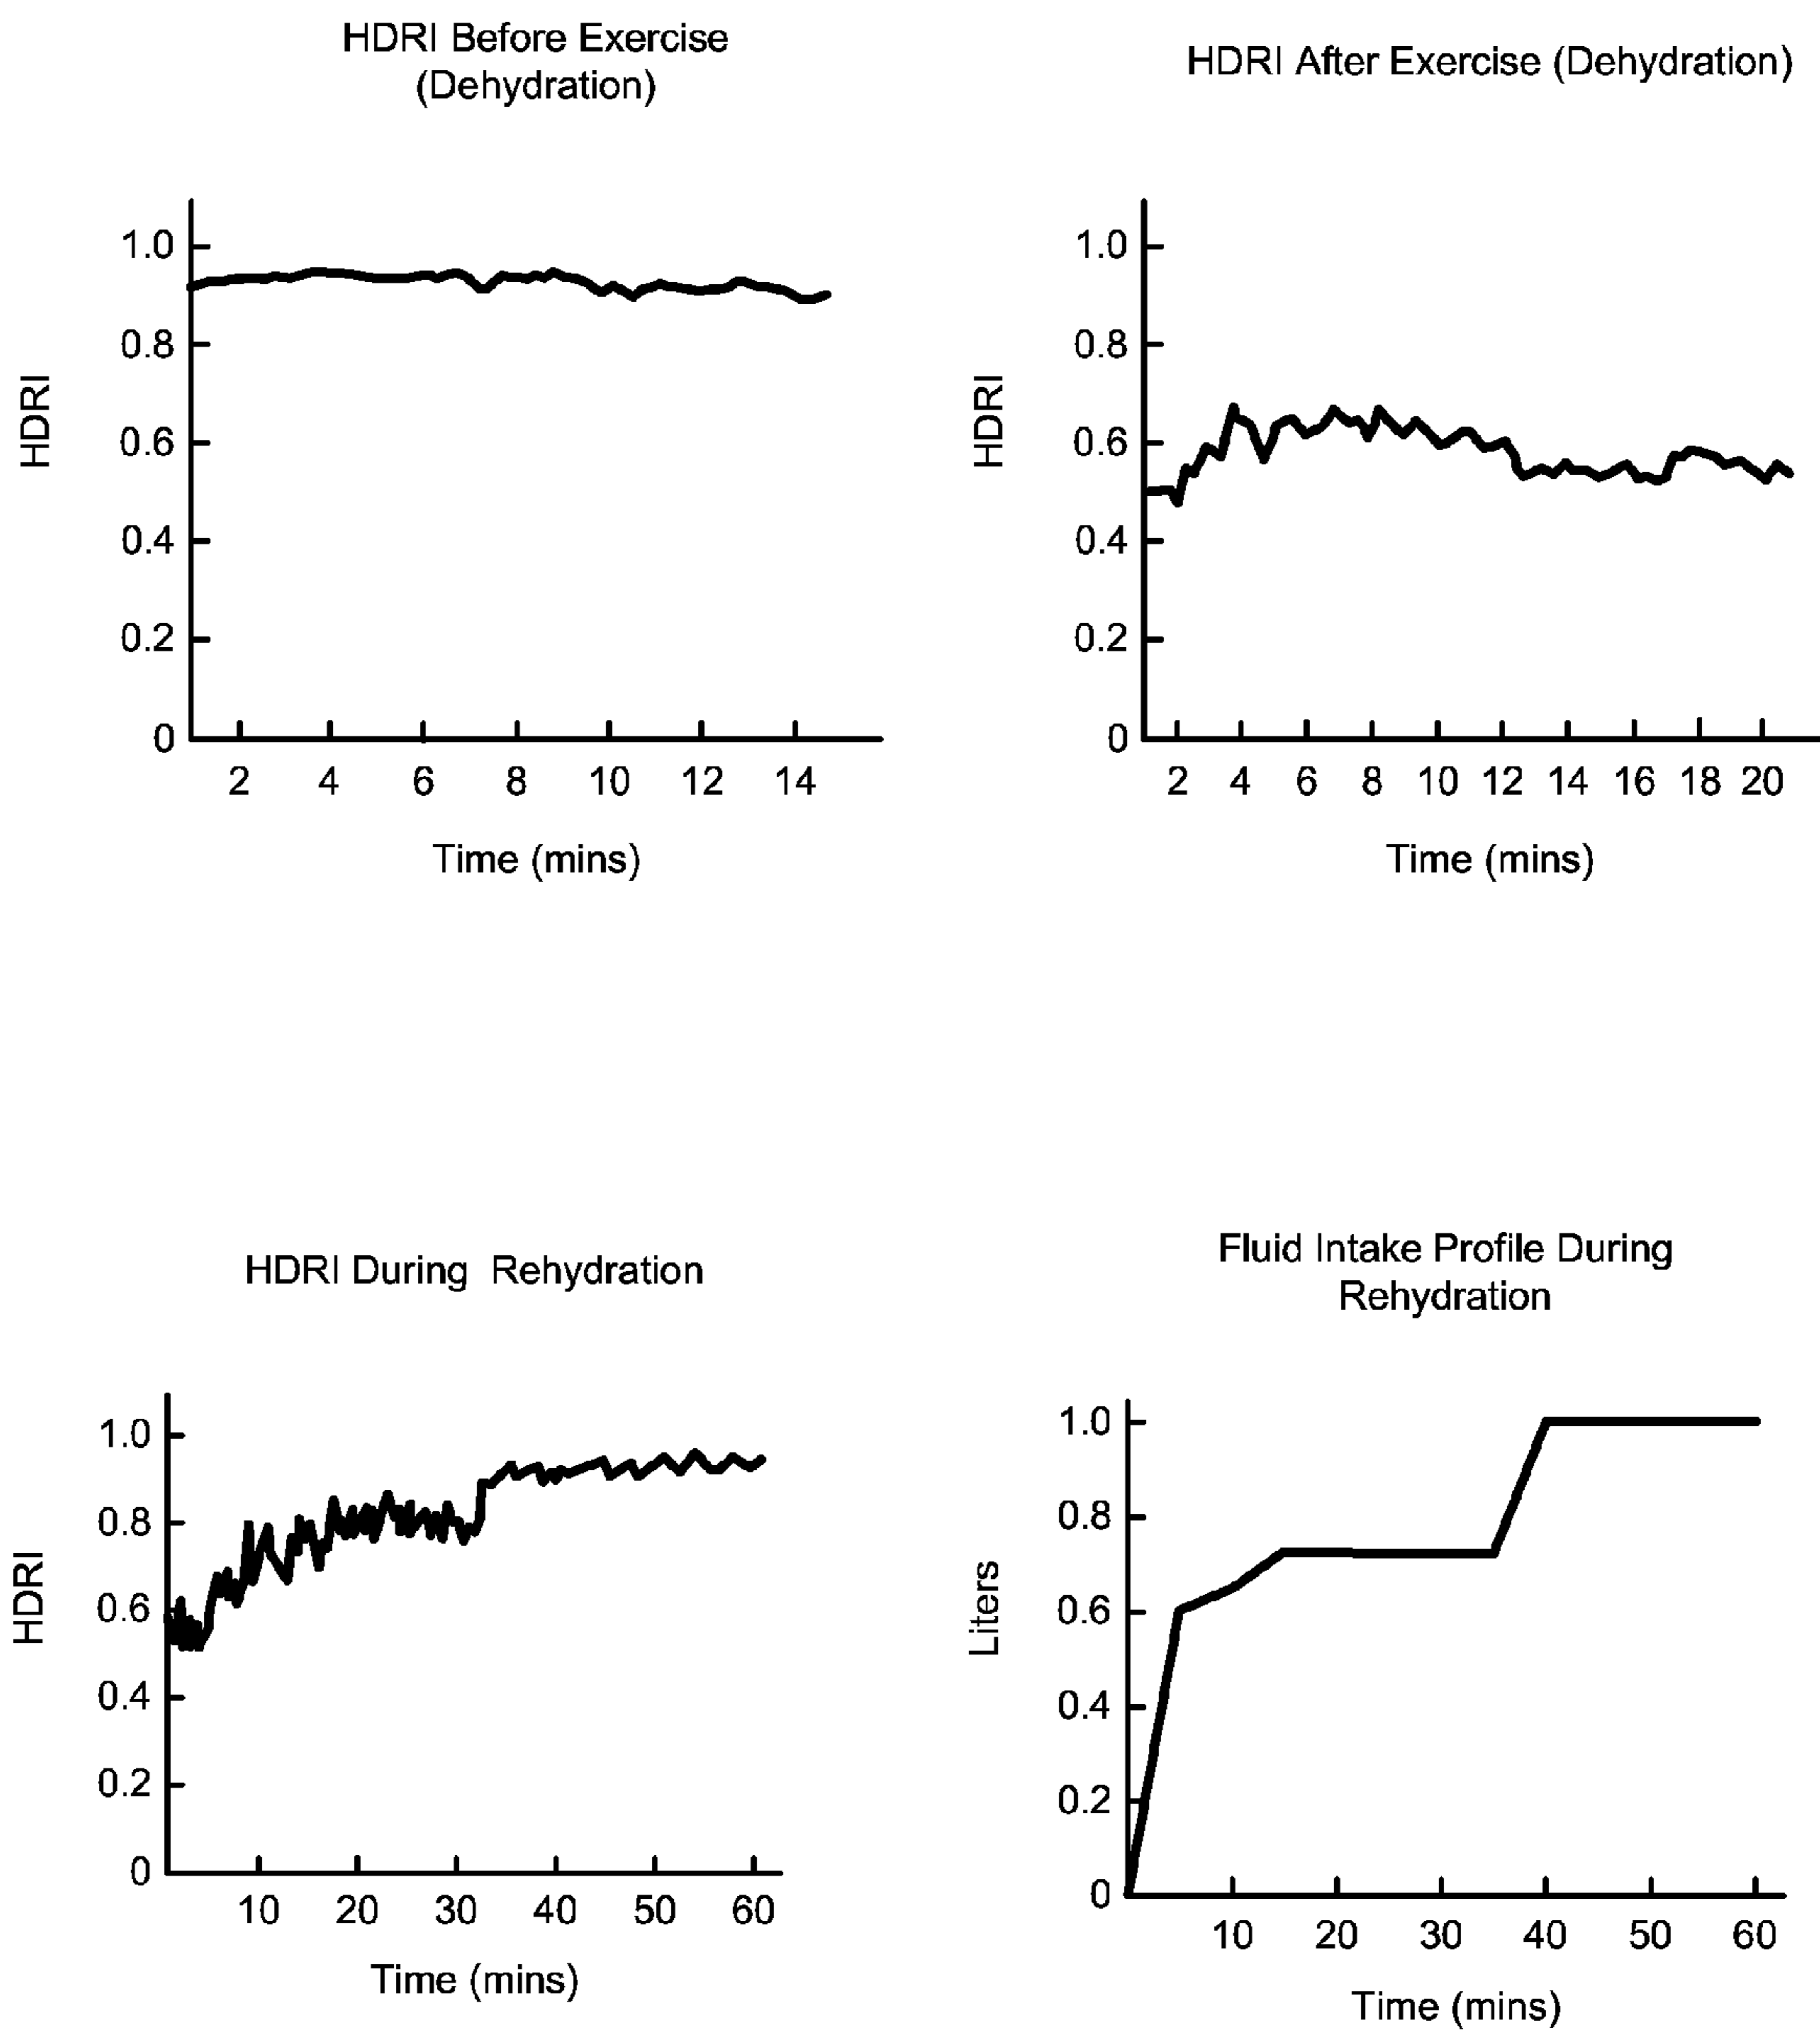 HDRI Before Exercise
(Dehydration)
1.0
0.8
0.6
0.4
0.2
0
HDRI
2 4 6 8 10 12 14
Time (mins)
HDRI After Exercise (Dehydration)
1.0
0.8
0.6
0.4
0.2
0
HDRI
2 4 6 8 10 12 14 16 18 20
Time (mins)
HDRI During Rehydration
1.0
0.8
0.6
0.4
0.2
0
HDRI
10 20 30 40 50 60
Time (mins)
Fluid Intake Profile During
Rehydration
1.0
0.8
0.6
0.4
0.2
0
Liters
10 20 30 40 50 60
Time (mins)